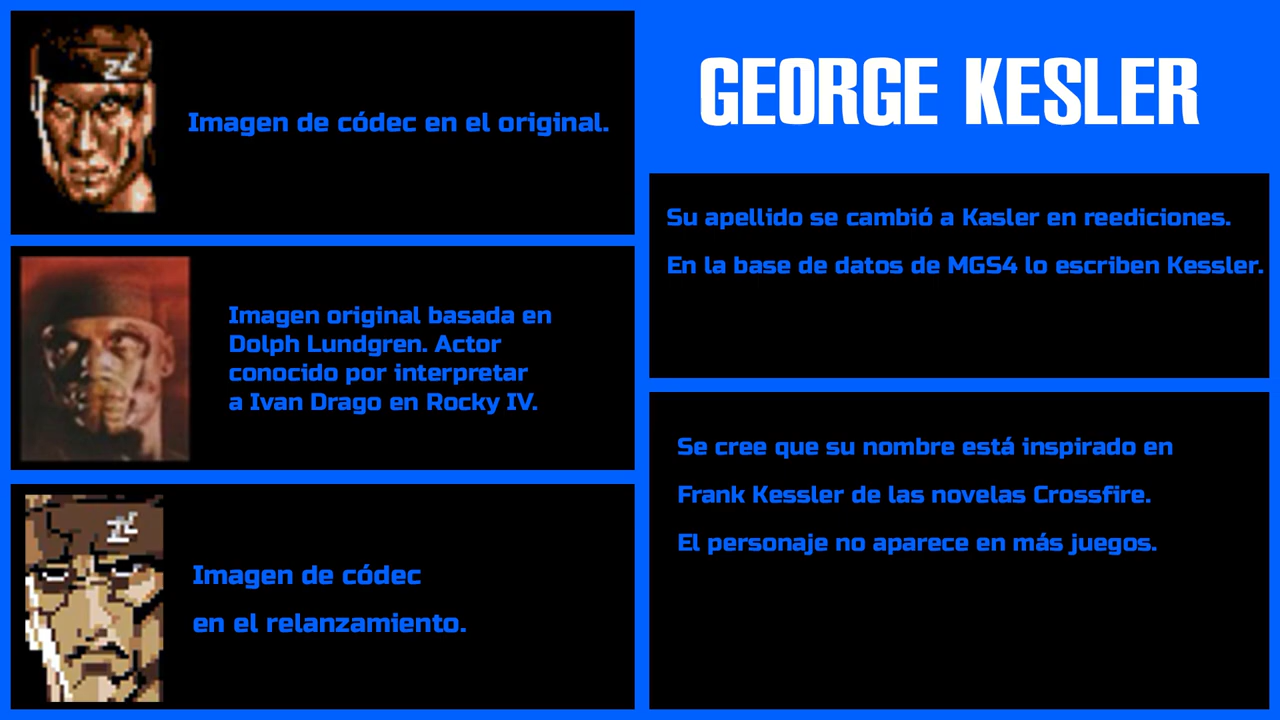 Imagen de códec en el original.
Imagen original basada en
Dolph Lundgren. Actor
conocido por interpretar
a Ivan Drago en Rocky IV.
Imagen de códec
en el relanzamiento.
GEORGE KESLER
Su apellido se cambió a Kasler en reediciones.
En la base de datos de MGS4 lo escriben Kessler.
Se cree que su nombre está inspirado en
Frank Kessler de las novelas Crossfire.
El personaje no aparece en más juegos.